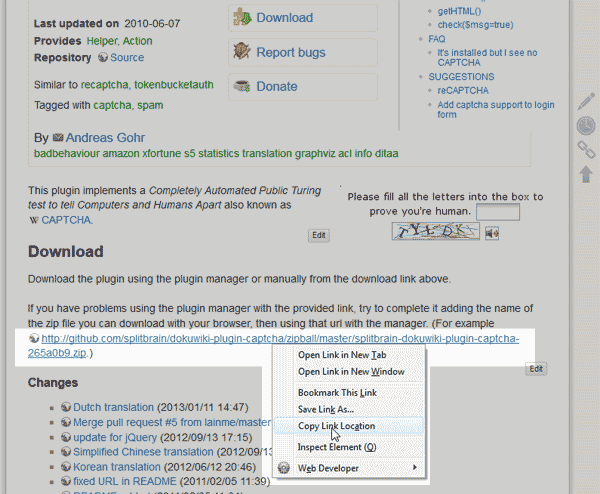 Last updated on 2010-06-07
Provides Helper, Action
Repository Source
Similar to recaptcha, tokenbucketauth
Tagged with captcha, spam
Download
Report bugs
Donate
getHTML()
check($msg=true)
FAQ
It's installed but I see no
CAPTCHA
SUGGESTIONS
reCAPTCHA
Add captcha support to login
form
By Andreas Gohr
badbehaviour amazon xfortune s5 statistics translation graphviz acl info ditaa
This plugin implements a Completely Automated Public Turing
test to tell Computers and Humans Apart also known as
W CAPTCHA.
Please fill all the letters into the box to
prove you're human.
TYLDK
Edit
Download
Download the plugin using the plugin manager or manually from the download link above.
If you have problems using the plugin manager with the provided link, try to complete it adding the name of
the zip file you can download with your browser, then using that url with the manager. (For example
http://github.com/splitbrain/dokuwiki-plugin-captcha/zipball/master/splitbrain-dokuwiki-plugin-captcha-
265a0b9.zip.)
Edit
Changes
Dutch translation (2013/01/11 14:47)
Merge pull request #5 from lainme/master
update for jQuery (2012/09/13 17:15)
Simplified Chinese translation (2012/09/13
Korean translation (2012/06/12 20:46)
fixed URL in README (2011/02/05 11:39)
Open Link in New Tab
Open Link in New Window
Bookmark This Link
Save Link As...
Copy Link Location
Inspect Element (Q)
Web Developer